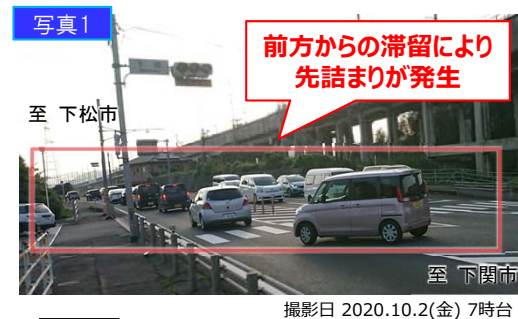 写真1
前方からの滞留により
先詰まりが発生
至 下松市
至 下関市
撮影日 2020.10.2(金) 7時台